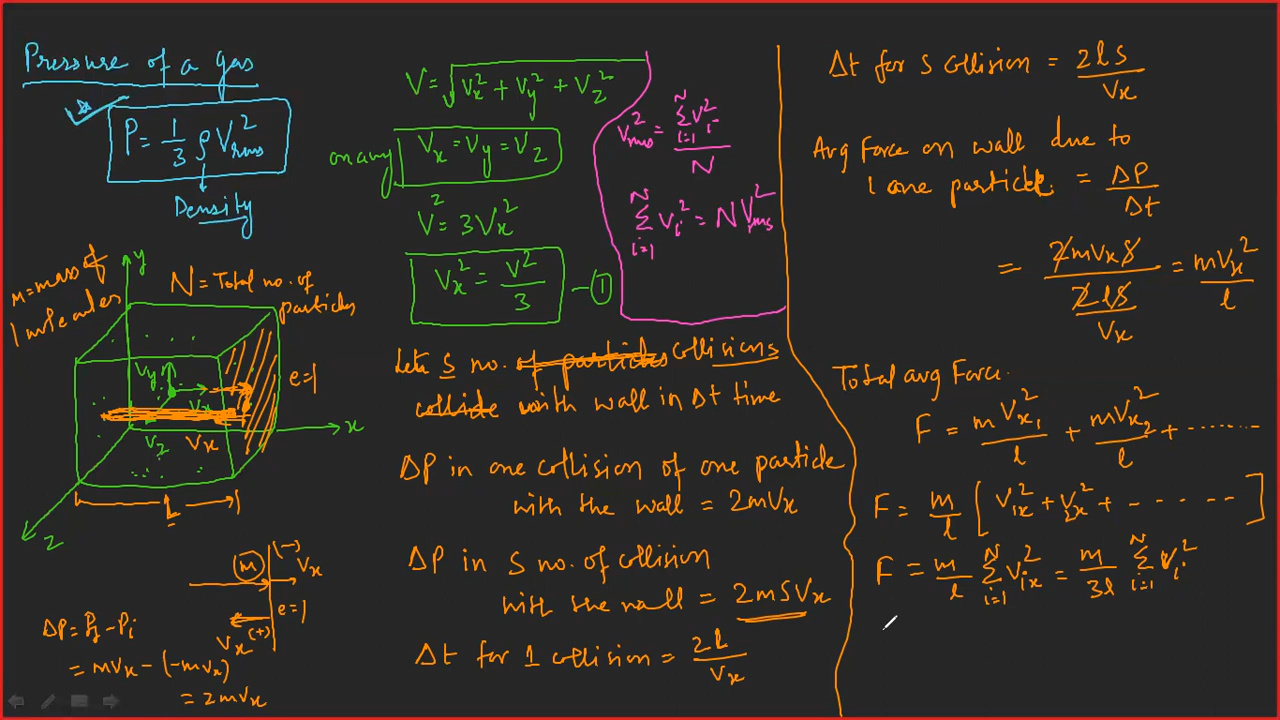 Pressure of a gas
P = 1/3 ρ V²rms
Density
m = mass of
1 molecules
N = Total no. of
particles
y
Vy
Vx
Vz
Vx
e=1
x
z
L
m
(-)
Vx
e=1
Vx (+)
ΔP = Pf - Pi
= mVx - (-mVx)
= 2mVx
V = √(Vx² + Vy² + Vz²)
on avg Vx = Vy = Vz
V² = 3Vx²
Vx² = V²/3 - ①
V²rms = Σ(i=1 to N) Vi² / N
Σ(i=1 to N) Vi² = N V²rms
Let S no. of particles collisions
collide with wall in Δt time
ΔP in one collision of one particle
with the wall = 2mVx
ΔP in S no. of collision
with the wall = 2mSVx
Δt for 1 collision = 2l/Vx
Δt for S collision = 2lS/Vx
Avg Force on wall due to
1 one particle = ΔP/Δt
= 2mVxS / (2lS/Vx) = mVx²/l
Total avg Force.
F = mVx₁²/l + mVx₂²/l + .......
F = m/l [V₁x² + V₂x² + - - - - - -]
F = m/l Σ(i=1 to N) Vix² = m/3l Σ(i=1 to N) Vi²